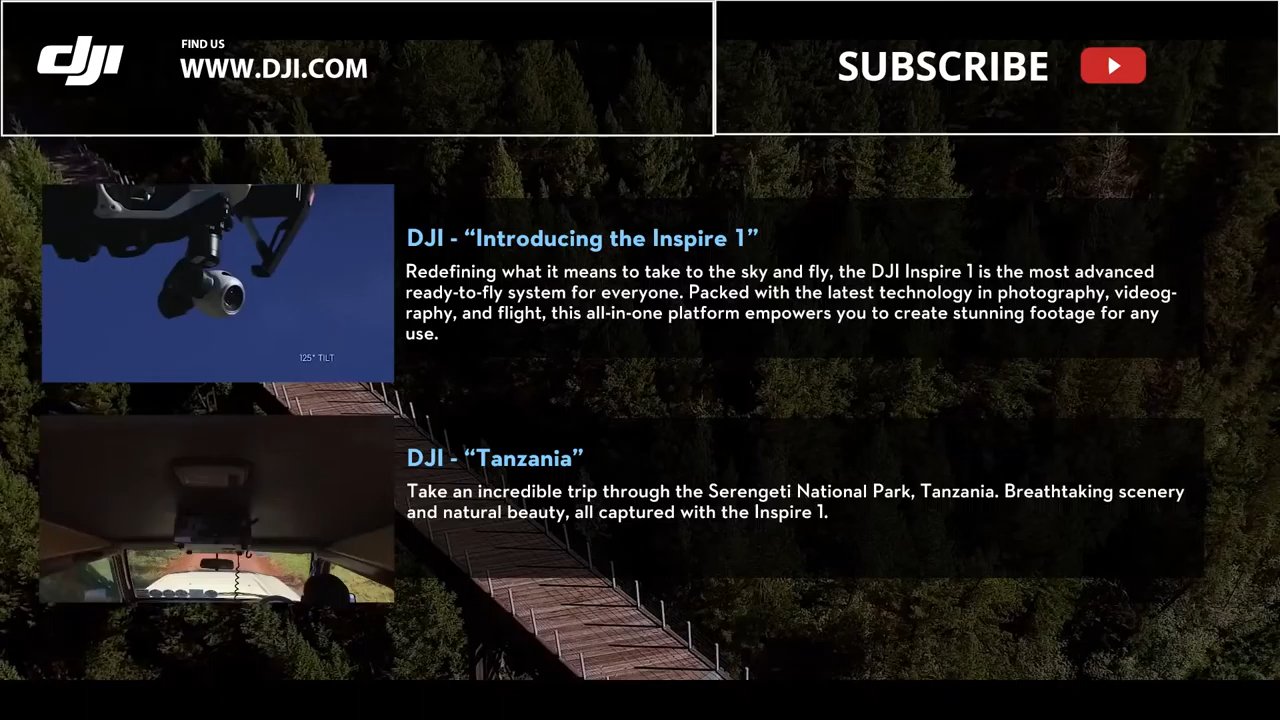 dji
FIND US
WWW.DJI.COM
SUBSCRIBE
DJI - “Introducing the Inspire 1”
Redefining what it means to take to the sky and fly, the DJI Inspire 1 is the most advanced
ready-to-fly system for everyone. Packed with the latest technology in photography, videog-
raphy, and flight, this all-in-one platform empowers you to create stunning footage for any
use.
125° TILT
DJI - “Tanzania”
Take an incredible trip through the Serengeti National Park, Tanzania. Breathtaking scenery
and natural beauty, all captured with the Inspire 1.